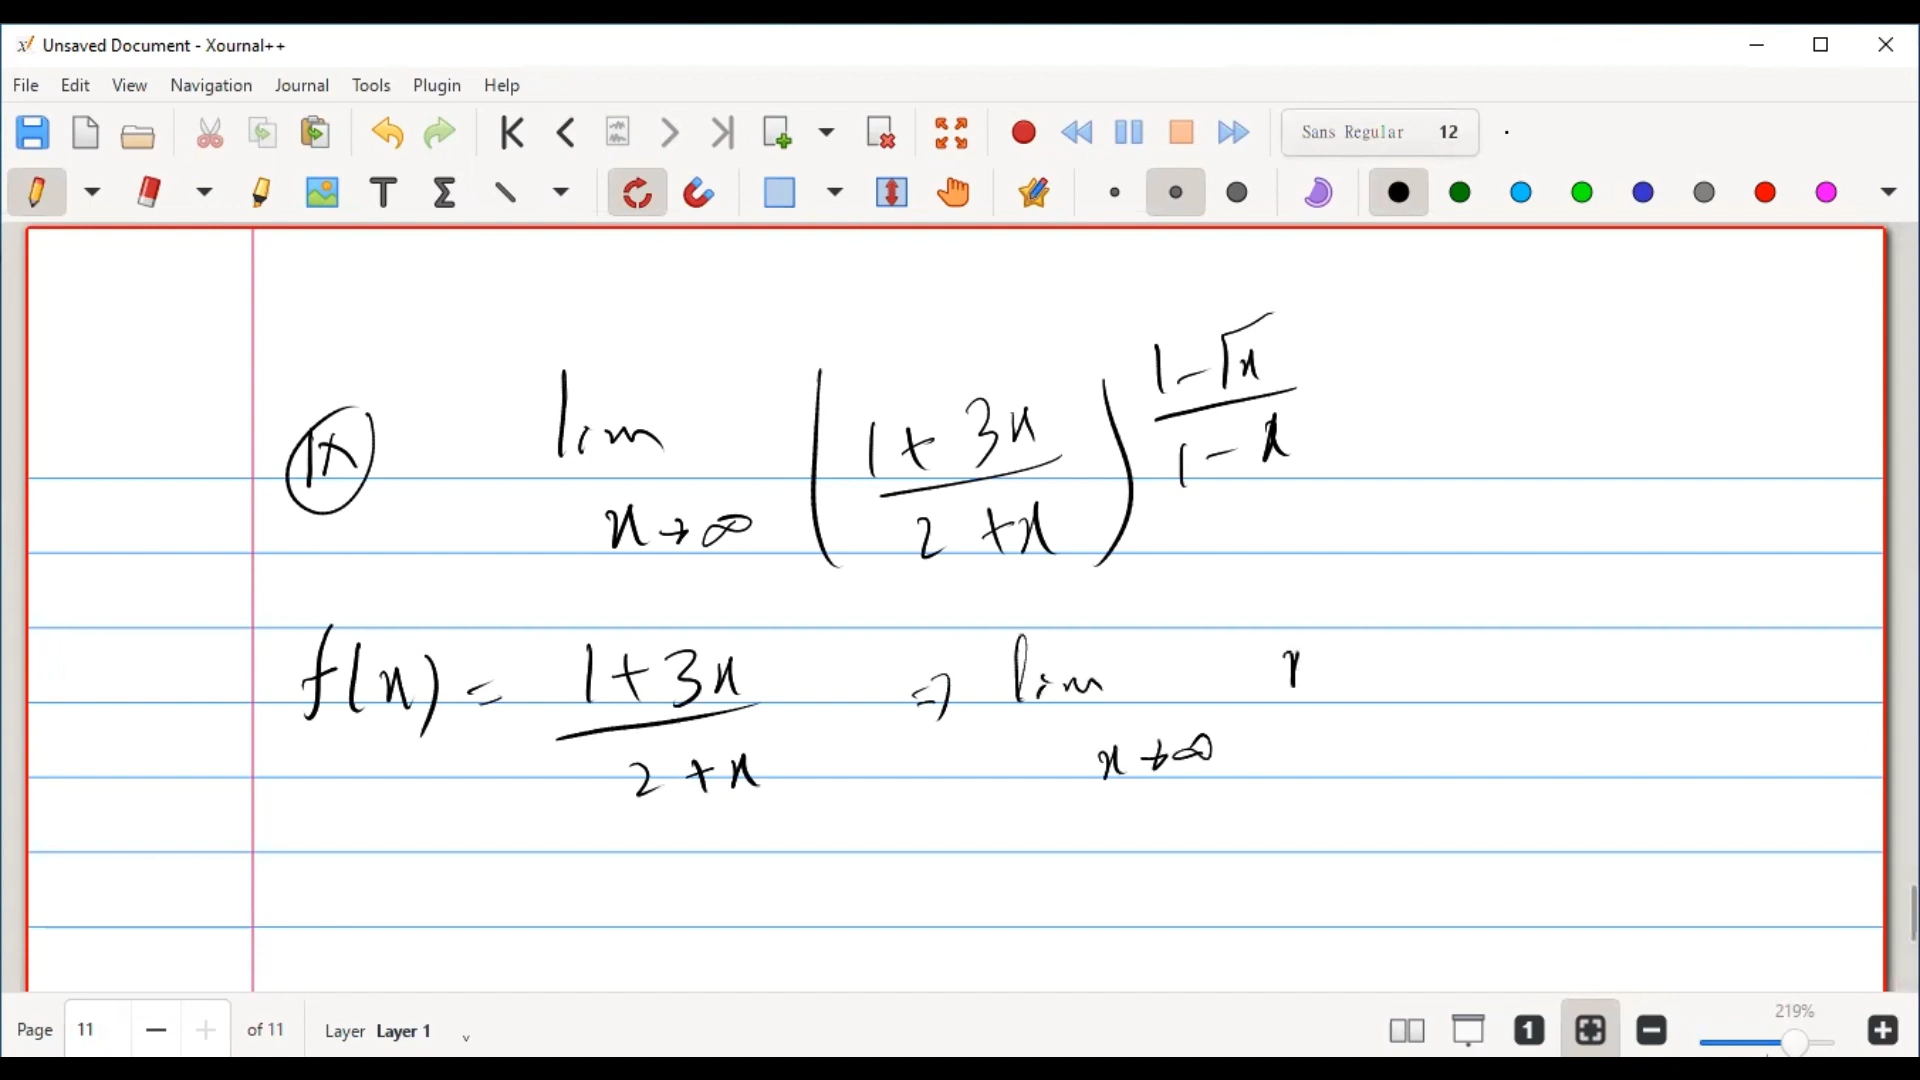 Unsaved Document - Xournal++
File Edit View Navigation Journal Tools Plugin Help
Sans Regular 12
T Σ
lim x→∞ ((1+3x)/(2+x))^((1-√x)/(1-x))
f(x) = (1+3x)/(2+x) ⇒ lim x→∞
219%
Page 11 of 11 Layer Layer 1 1